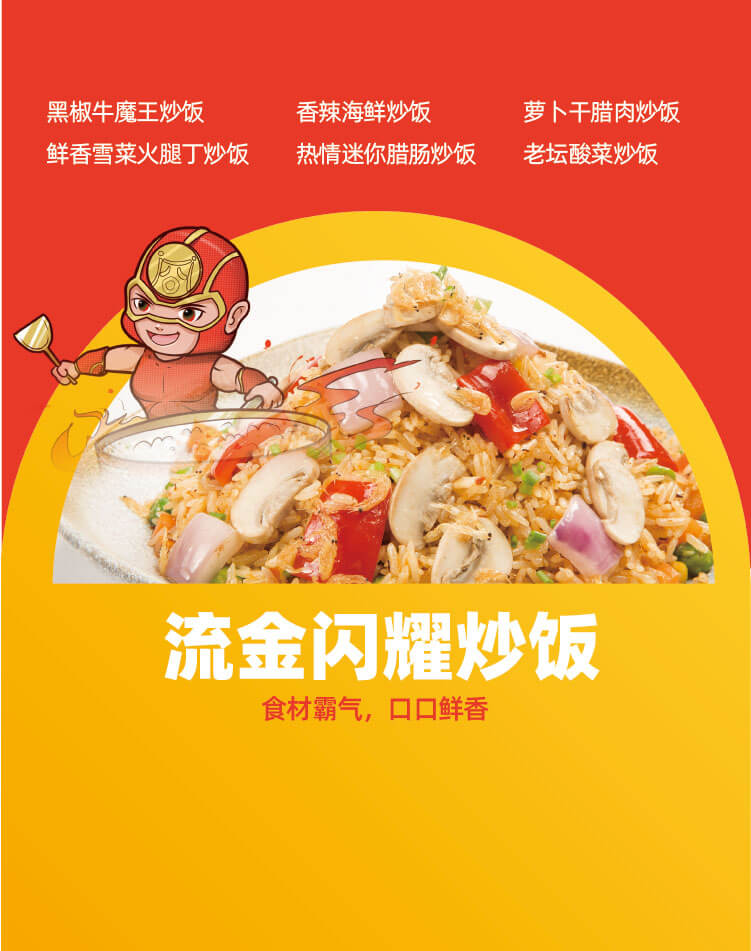 黑椒牛魔王炒饭 香辣海鲜炒饭 萝卜干腊肉炒饭
鲜香雪菜火腿丁炒饭 热情迷你腊肠炒饭 老坛酸菜炒饭
流金闪耀炒饭
食材霸气，口口鲜香